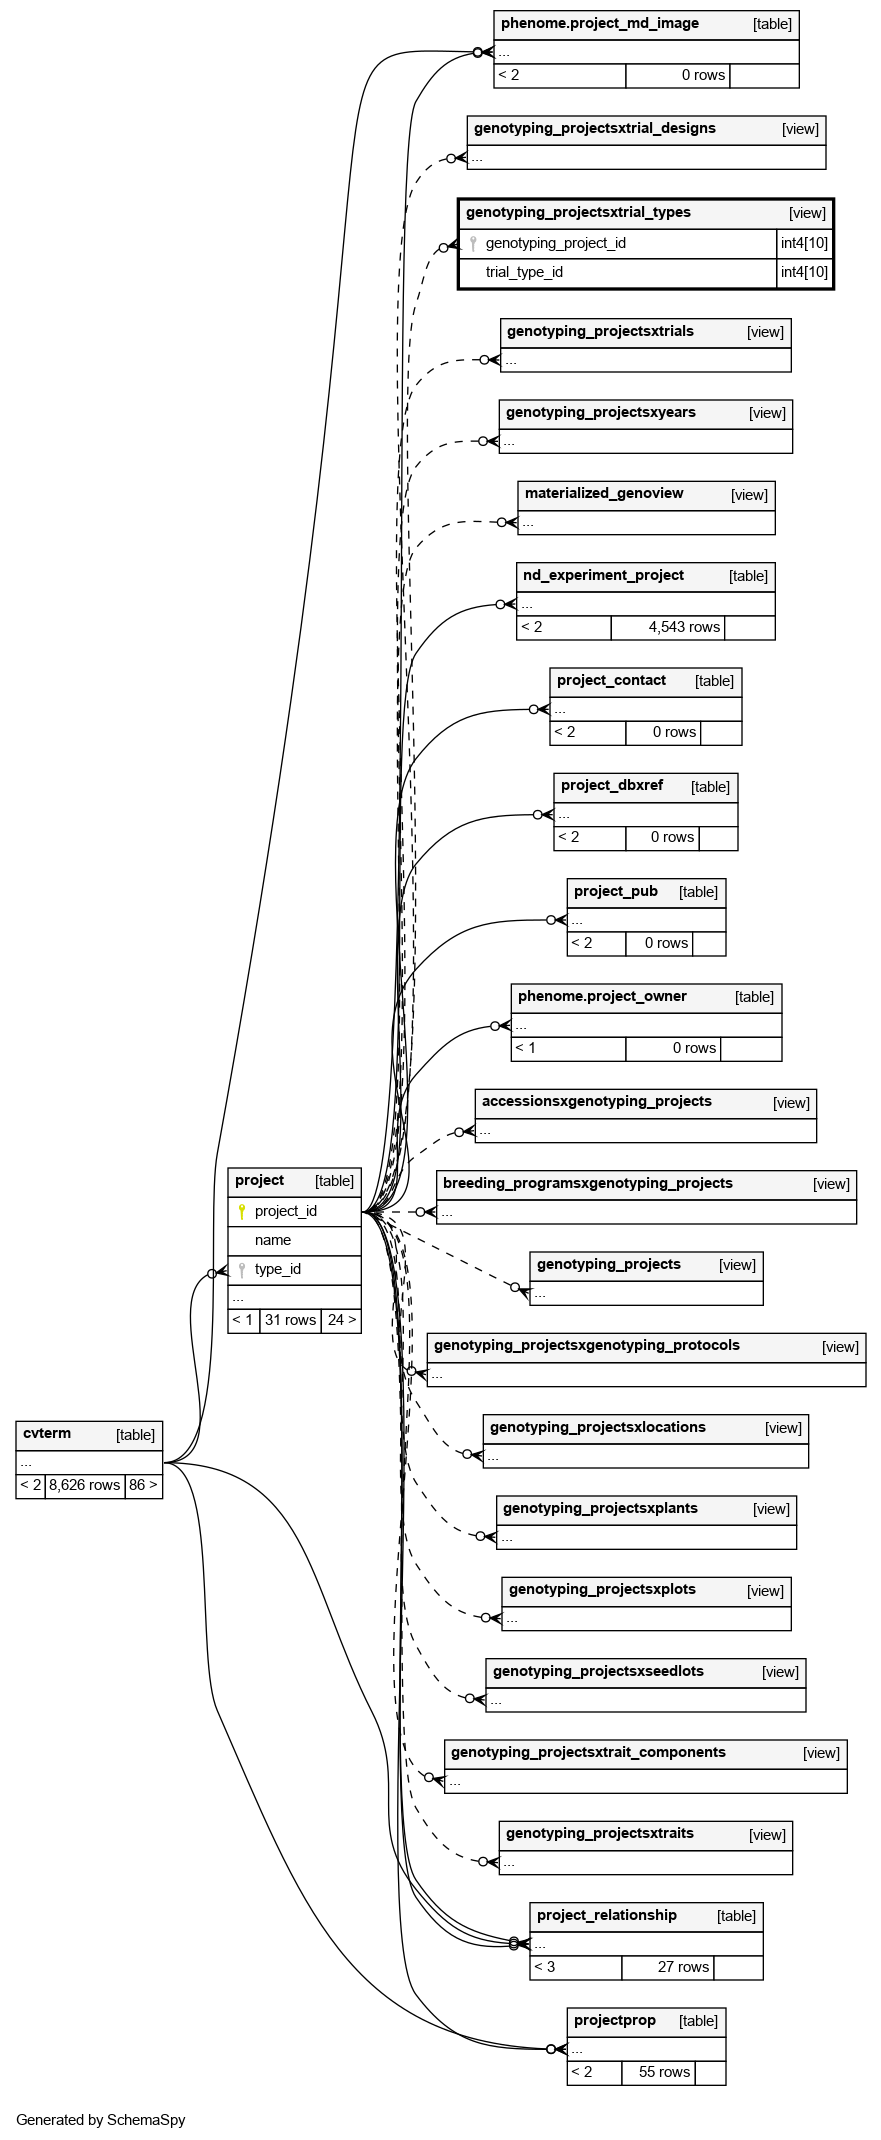 phenome.project_md_image [table]
...
< 2 0 rows
genotyping_projectsxtrial_designs [view]
...
genotyping_projectsxtrial_types [view]
genotyping_project_id int4[10]
trial_type_id int4[10]
genotyping_projectsxtrials [view]
...
genotyping_projectsxyears [view]
...
materialized_genoview [view]
...
nd_experiment_project [table]
...
< 2 4,543 rows
project_contact [table]
...
< 2 0 rows
project_dbxref [table]
...
< 2 0 rows
project_pub [table]
...
< 2 0 rows
phenome.project_owner [table]
...
< 1 0 rows
accessionsxgenotyping_projects [view]
...
project [table]
project_id
name
type_id
...
< 1 31 rows 24 >
breeding_programsxgenotyping_projects [view]
...
genotyping_projects [view]
...
genotyping_projectsxgenotyping_protocols [view]
...
cvterm [table]
...
< 2 8,626 rows 86 >
genotyping_projectsxlocations [view]
...
genotyping_projectsxplants [view]
...
genotyping_projectsxplots [view]
...
genotyping_projectsxseedlots [view]
...
genotyping_projectsxtrait_components [view]
...
genotyping_projectsxtraits [view]
...
project_relationship [table]
...
< 3 27 rows
projectprop [table]
...
< 2 55 rows
Generated by SchemaSpy